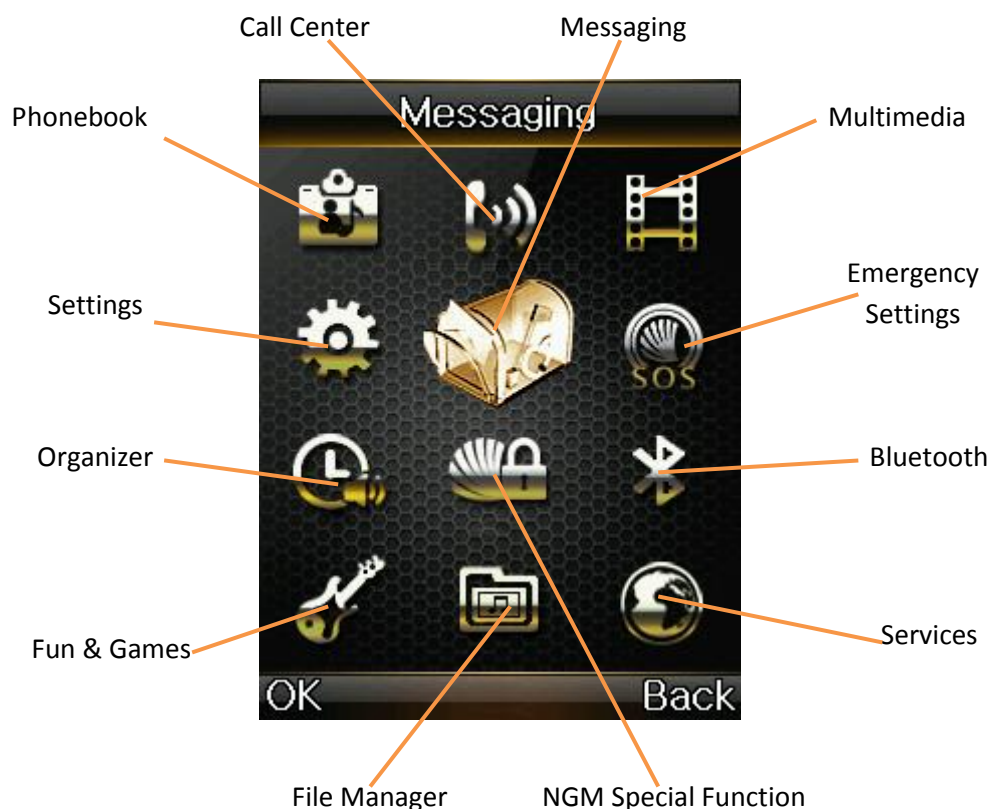 Call Center
Messaging
Phonebook
Messaging
Multimedia
Settings
Emergency
Settings
SOS
Organizer
Bluetooth
Fun & Games
Services
OK
Back
File Manager
NGM Special Function